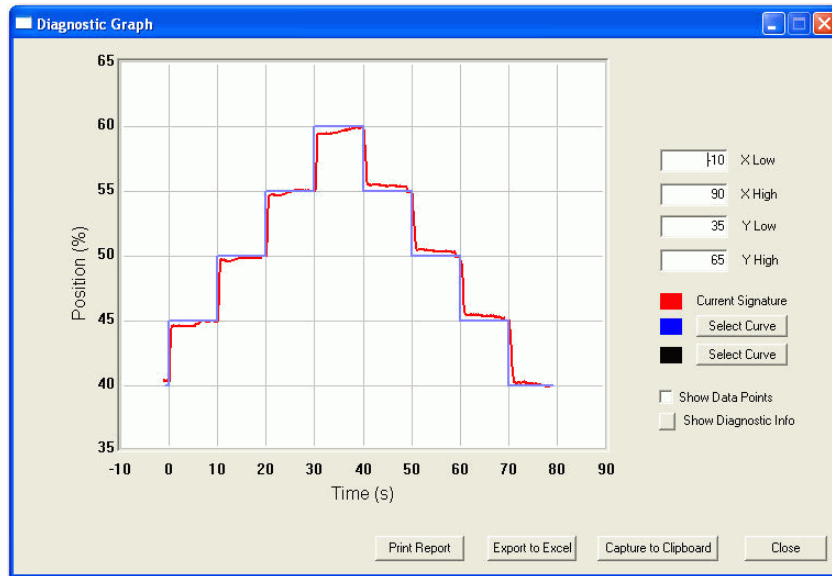 Diagnostic Graph
65
60
55
50
45
40
35
Position (%)
-10 0 10 20 30 40 50 60 70 80 90
Time (s)
-10 X Low
90 X High
35 Y Low
65 Y High
Current Signature
Select Curve
Select Curve
Show Data Points
Show Diagnostic Info
Print Report Export to Excel Capture to Clipboard Close